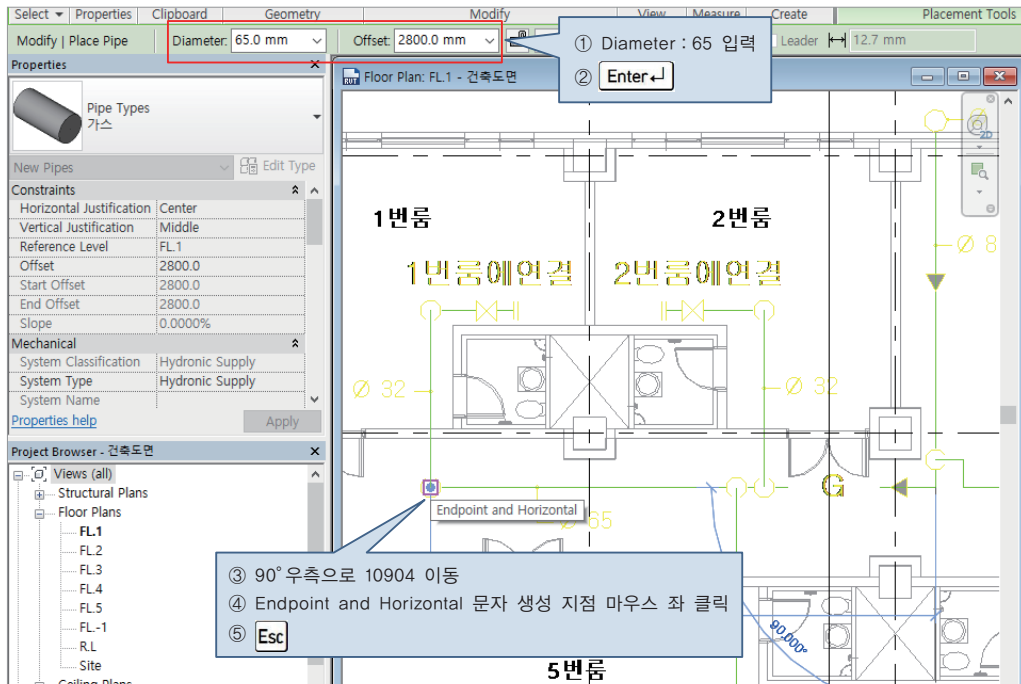 Select Properties Clipboard Geometry Modify View Measure Create Placement Tools
Modify | Place Pipe Diameter: 65.0 mm Offset: 2800.0 mm Leader 12.7 mm
① Diameter : 65 입력
② Enter↵
Properties
Pipe Types
가스
New Pipes Edit Type
Constraints
Horizontal Justification Center
Vertical Justification Middle
Reference Level FL.1
Offset 2800.0
Start Offset 2800.0
End Offset 2800.0
Slope 0.0000%
Mechanical
System Classification Hydronic Supply
System Type Hydronic Supply
System Name
Properties help Apply
Project Browser - 건축도면
Views (all)
Structural Plans
Floor Plans
FL.1
FL.2
FL.3
FL.4
FL.5
FL.-1
R.L
Site
Ceiling Plans
Floor Plan: FL.1 - 건축도면
2D
1번룸
2번룸
1번룸에연결
2번룸에연결
Ø 8
Ø 32
Ø 32
G
Endpoint and Horizontal
Ø 65
③ 90°우측으로 10904 이동
④ Endpoint and Horizontal 문자 생성 지점 마우스 좌 클릭
⑤ Esc
90.000°
5번룸